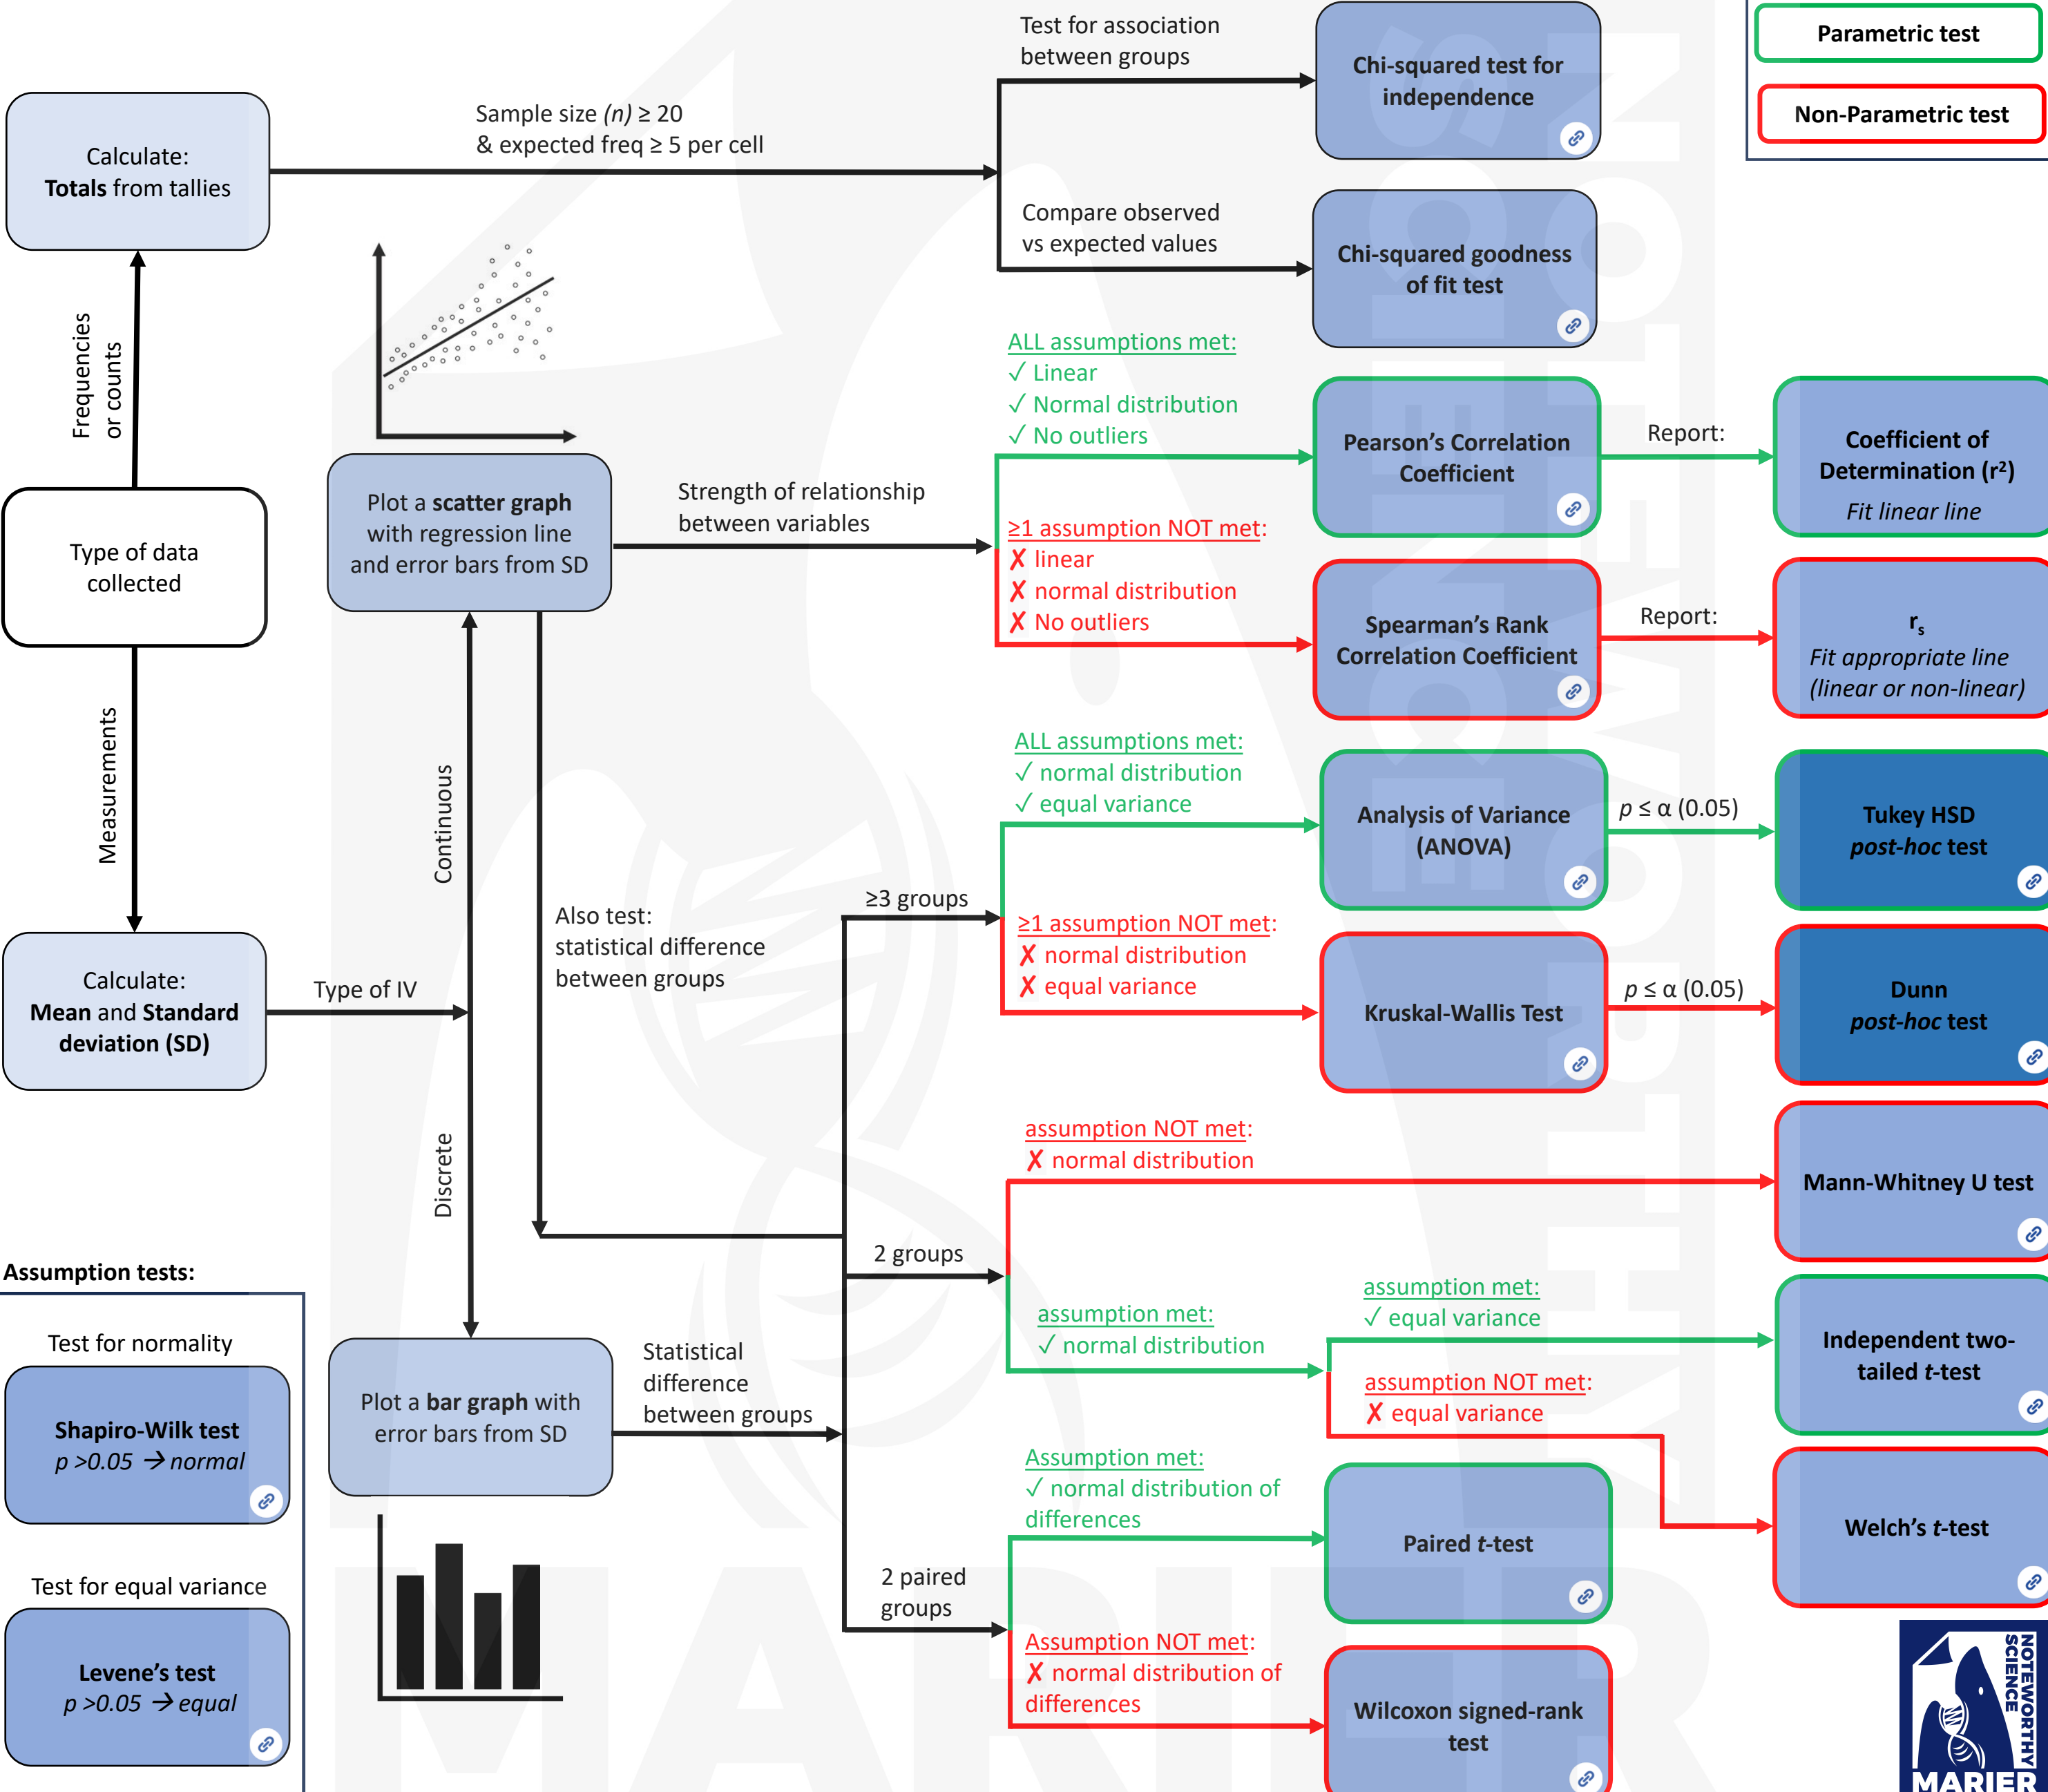 Parametric test
Non-Parametric test
Test for association
between groups
Chi-squared test for
independence
Sample size (n) ≥ 20
& expected freq ≥ 5 per cell
Calculate:
Totals from tallies
Compare observed
vs expected values
Chi-squared goodness
of fit test
Frequencies
or counts
Type of data
collected
Measurements
Calculate:
Mean and Standard
deviation (SD)
Type of IV
Continuous
Discrete
Plot a scatter graph
with regression line
and error bars from SD
Strength of relationship
between variables
ALL assumptions met:
✓ Linear
✓ Normal distribution
✓ No outliers
Pearson’s Correlation
Coefficient
Report:
Coefficient of
Determination (r²)
Fit linear line
≥1 assumption NOT met:
✗ linear
✗ normal distribution
✗ No outliers
Spearman’s Rank
Correlation Coefficient
Report:
rₛ
Fit appropriate line
(linear or non-linear)
Also test:
statistical difference
between groups
≥3 groups
ALL assumptions met:
✓ normal distribution
✓ equal variance
Analysis of Variance
(ANOVA)
p ≤ α (0.05)
Tukey HSD
post-hoc test
≥1 assumption NOT met:
✗ normal distribution
✗ equal variance
Kruskal-Wallis Test
p ≤ α (0.05)
Dunn
post-hoc test
2 groups
assumption NOT met:
✗ normal distribution
Mann-Whitney U test
assumption met:
✓ normal distribution
assumption met:
✓ equal variance
Independent two-
tailed t-test
assumption NOT met:
✗ equal variance
Welch’s t-test
Plot a bar graph with
error bars from SD
Statistical
difference
between groups
2 paired
groups
Assumption met:
✓ normal distribution of
differences
Paired t-test
Assumption NOT met:
✗ normal distribution of
differences
Wilcoxon signed-rank
test
Assumption tests:
Test for normality
Shapiro-Wilk test
p >0.05 → normal
Test for equal variance
Levene’s test
p >0.05 → equal
NOTEWORTHY
SCIENCE
MARIER
NOTEWORTHY
SCIENCE
MARIER